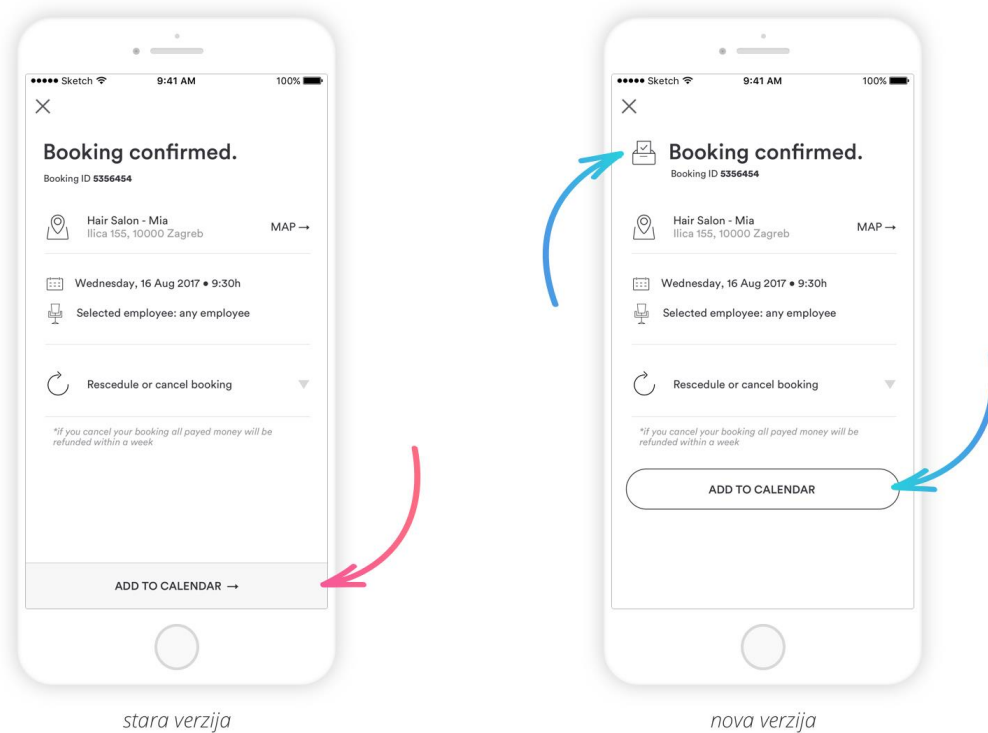 ●●●●● Sketch 9:41 AM 100%
Booking confirmed.
Booking ID 5356454
Hair Salon - Mia
Ilica 155, 10000 Zagreb
MAP →
Wednesday, 16 Aug 2017 • 9:30h
Selected employee: any employee
Rescedule or cancel booking
*if you cancel your booking all payed money will be
refunded within a week
ADD TO CALENDAR →
stara verzija
●●●●● Sketch 9:41 AM 100%
Booking confirmed.
Booking ID 5356454
Hair Salon - Mia
Ilica 155, 10000 Zagreb
MAP →
Wednesday, 16 Aug 2017 • 9:30h
Selected employee: any employee
Rescedule or cancel booking
*if you cancel your booking all payed money will be
refunded within a week
ADD TO CALENDAR
nova verzija